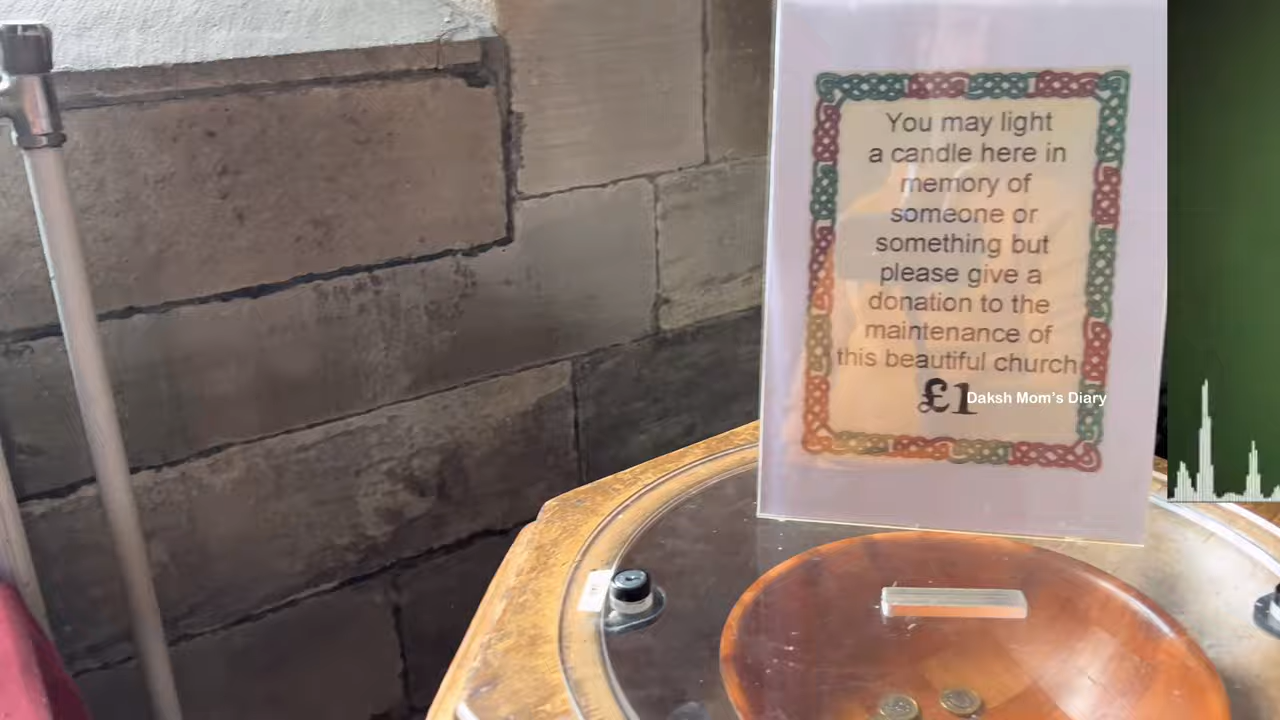 You may light
a candle here in
memory of
someone or
something but
please give a
donation to the
maintenance of
this beautiful church
£1
Daksh Mom's Diary